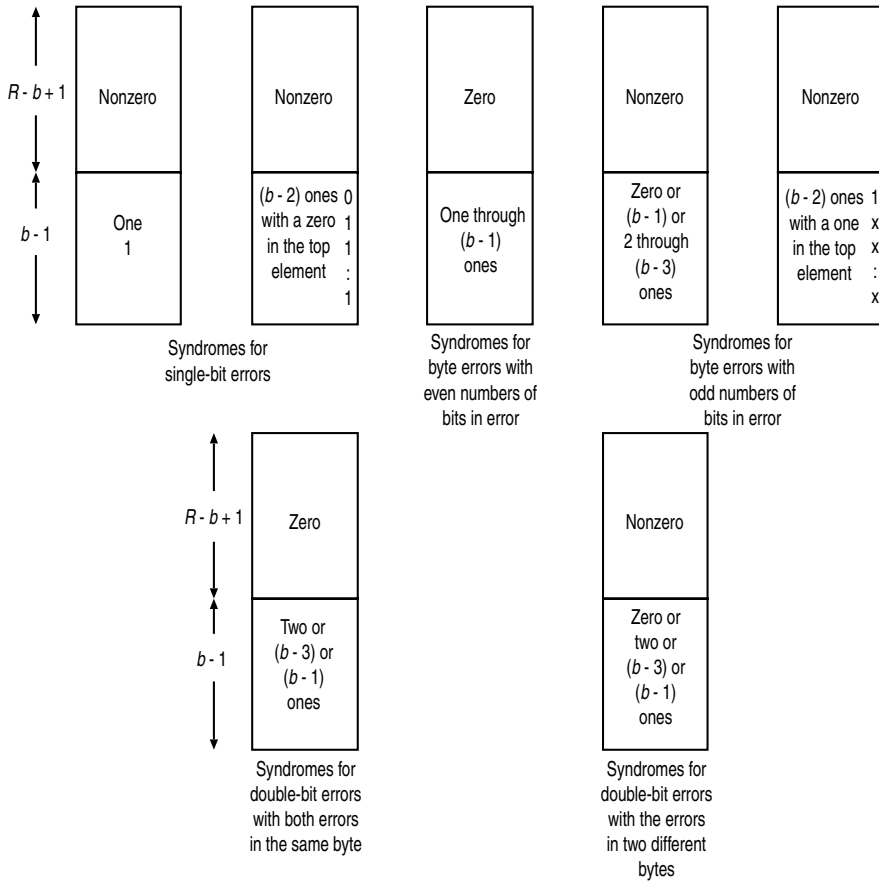 R - b + 1
Nonzero
Nonzero
Zero
Nonzero
Nonzero
b - 1
One
1
(b - 2) ones
with a zero
in the top
element
0
1
1
:
1
One through
(b - 1)
ones
Zero or
(b - 1) or
2 through
(b - 3)
ones
(b - 2) ones
with a one
in the top
element
1
x
x
:
x
Syndromes for
single-bit errors
Syndromes for
byte errors with
even numbers of
bits in error
Syndromes for
byte errors with
odd numbers of
bits in error
R - b + 1
Zero
Nonzero
b - 1
Two or
(b - 3) or
(b - 1)
ones
Zero or
two or
(b - 3) or
(b - 1)
ones
Syndromes for
double-bit errors
with both errors
in the same byte
Syndromes for
double-bit errors
with the errors
in two different
bytes